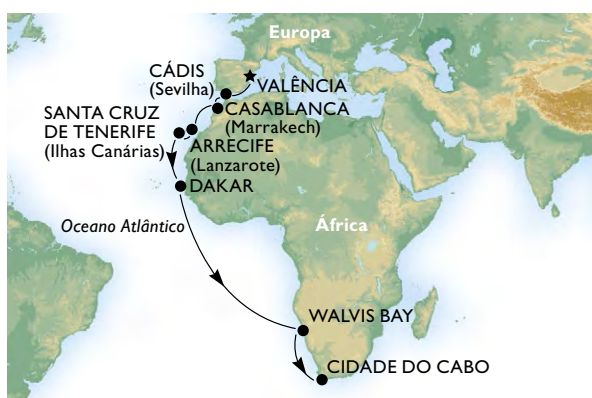 Europa
CÁDIS
(Sevilha)
VALÊNCIA
SANTA CRUZ
DE TENERIFE
(Ilhas Canárias)
CASABLANCA
(Marrakech)
ARRECIFE
(Lanzarote)
DAKAR
Oceano Atlântico
África
WALVIS BAY
CIDADE DO CABO